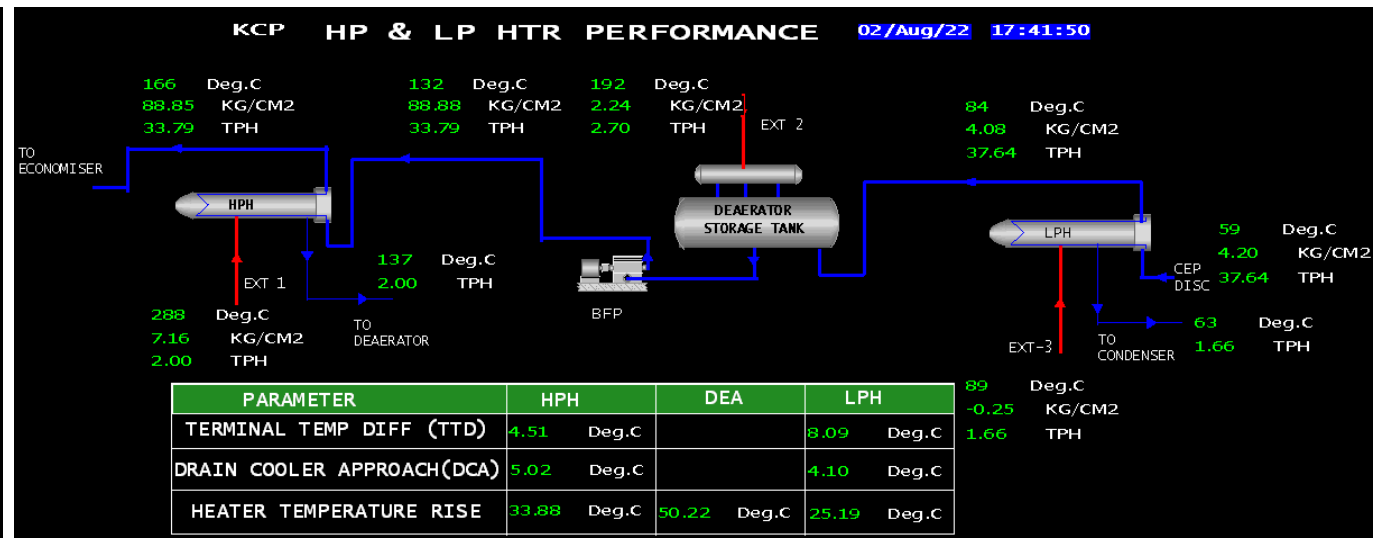 KCP HP & LP HTR PERFORMANCE 02/Aug/22 17:41:50
166 Deg.C
88.85 KG/CM2
33.79 TPH
132 Deg.C
88.88 KG/CM2
33.79 TPH
192 Deg.C
2.24 KG/CM2
2.70 TPH
EXT 2
84 Deg.C
4.08 KG/CM2
37.64 TPH
TO
ECONOMISER
HPH
DEAERATOR
STORAGE TANK
LPH
59 Deg.C
4.20 KG/CM2
37.64 TPH
CEP
DISC
137 Deg.C
2.00 TPH
EXT 1
BFP
288 Deg.C
7.16 KG/CM2
2.00 TPH
TO
DEAERATOR
63 Deg.C
1.66 TPH
TO
CONDENSER
EXT-3
89 Deg.C
-0.25 KG/CM2
1.66 TPH
PARAMETER HPH DEA LPH
TERMINAL TEMP DIFF (TTD) 4.51 Deg.C 8.09 Deg.C
DRAIN COOLER APPROACH(DCA) 5.02 Deg.C 4.10 Deg.C
HEATER TEMPERATURE RISE 33.88 Deg.C 50.22 Deg.C 25.19 Deg.C